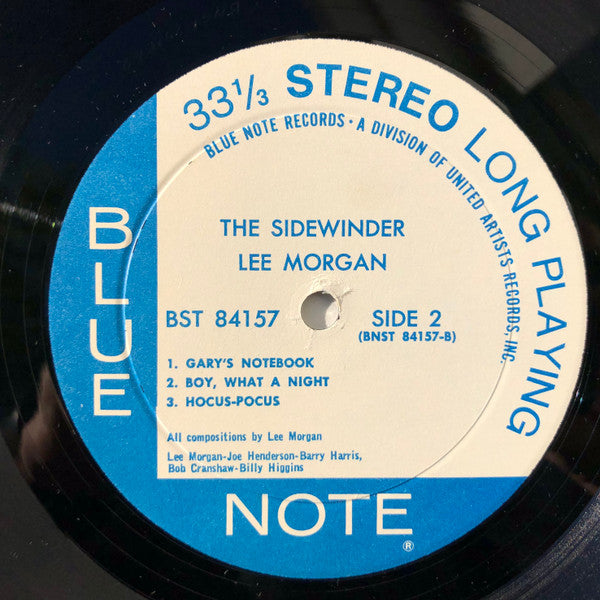 33⅓ STEREO LONG PLAYING
BLUE NOTE RECORDS • A DIVISION OF UNITED ARTISTS RECORDS, INC.
THE SIDEWINDER
LEE MORGAN
BST 84157
SIDE 2
(BNST 84157-B)
1. GARY'S NOTEBOOK
2. BOY, WHAT A NIGHT
3. HOCUS-POCUS
All compositions by Lee Morgan
Lee Morgan-Joe Henderson-Barry Harris,
Bob Cranshaw-Billy Higgins
BLUE
NOTE ®